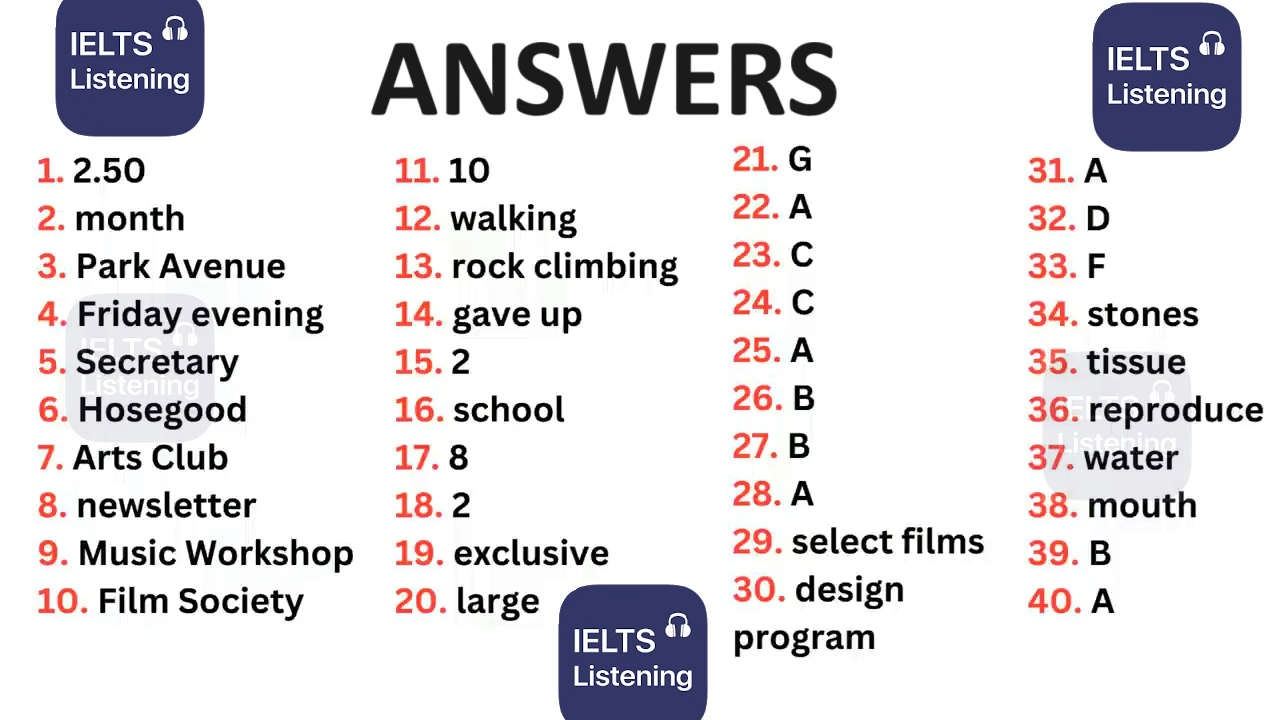 IELTS
Listening
ANSWERS
IELTS
Listening
1. 2.50
2. month
3. Park Avenue
4. Friday evening
5. Secretary
6. Hosegood
7. Arts Club
8. newsletter
9. Music Workshop
10. Film Society
IELTS
Listening
11. 10
12. walking
13. rock climbing
14. gave up
15. 2
16. school
17. 8
18. 2
19. exclusive
20. large
IELTS
Listening
21. G
22. A
23. C
24. C
25. A
26. B
27. B
28. A
29. select films
30. design
program
31. A
32. D
33. F
34. stones
35. tissue
36. reproduce
37. water
38. mouth
39. B
40. A
IELTS
Listening